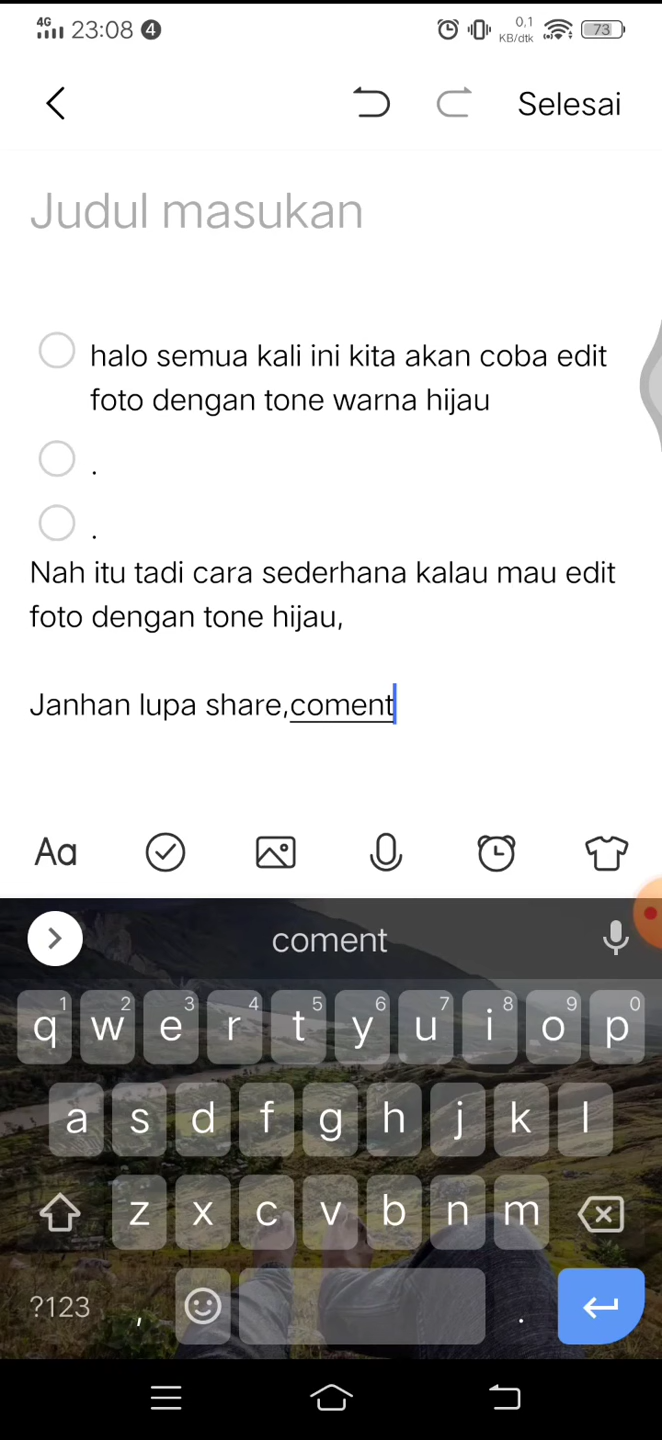 4G 23:08 4 0,1 KB/dtk 73
Selesai
Judul masukan
halo semua kali ini kita akan coba edit
foto dengan tone warna hijau
.
.
Nah itu tadi cara sederhana kalau mau edit
foto dengan tone hijau,
Janhan lupa share,coment
Aa
coment
1 2 3 4 5 6 7 8 9 0
q w e r t y u i o p
a s d f g h j k l
z x c v b n m
?123 , .